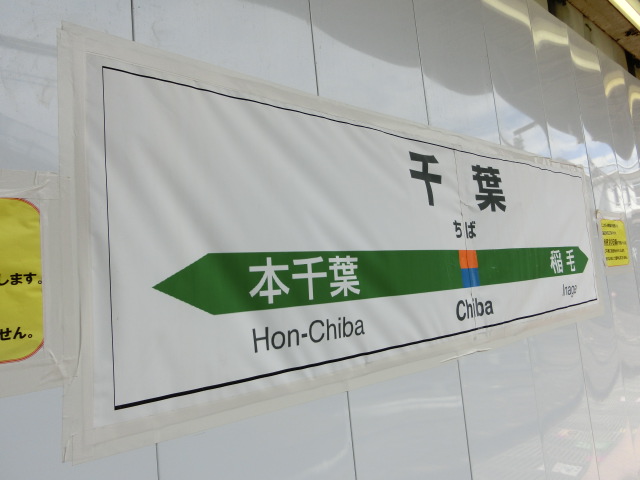 千葉
ちば
本千葉
稲毛
Hon-Chiba
Chiba
Inage
します。
せん。